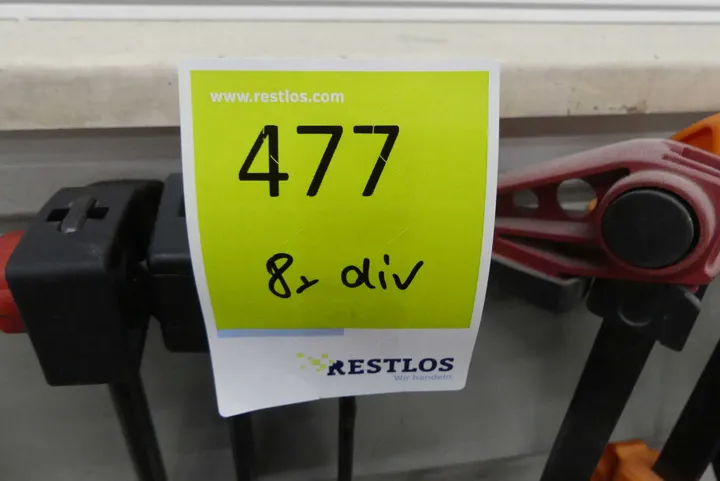 www.restlos.com
477
8x div
RESTLOS
Wir handeln.